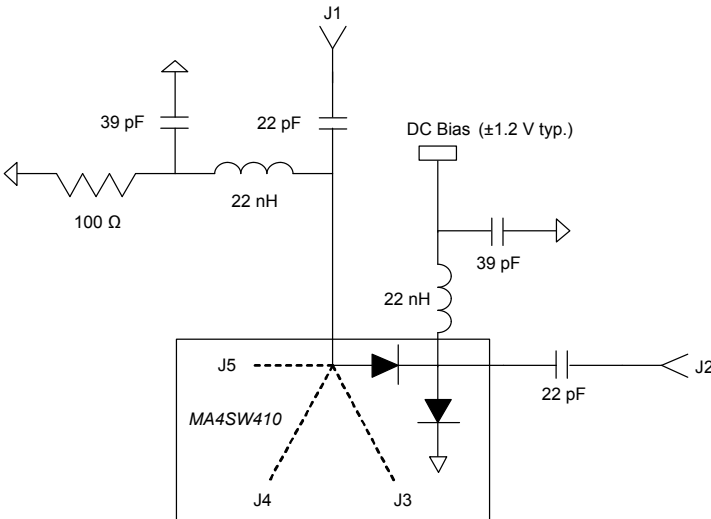 J1
39 pF
22 pF
DC Bias (±1.2 V typ.)
22 nH
100 Ω
39 pF
22 nH
J5
J2
22 pF
MA4SW410
J4
J3